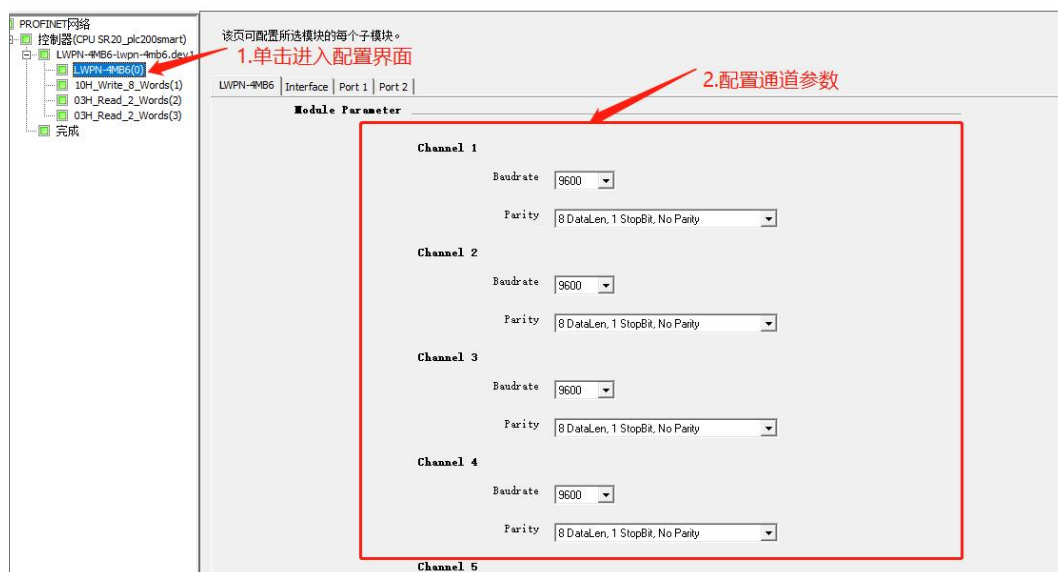 PROFINET网络
控制器(CPU SR20_plc200smart)
LWPN-4MB6-lwpn-4mb6.dev1
LWPN-4MB6(0)
10H_Write_8_Words(1)
03H_Read_2_Words(2)
03H_Read_2_Words(3)
完成
该页可配置所选模块的每个子模块。
1.单击进入配置界面
2.配置通道参数
LWPN-4MB6 Interface Port 1 Port 2
Module Parameter
Channel 1
Baudrate 9600
Parity 8 DataLen, 1 StopBit, No Parity
Channel 2
Baudrate 9600
Parity 8 DataLen, 1 StopBit, No Parity
Channel 3
Baudrate 9600
Parity 8 DataLen, 1 StopBit, No Parity
Channel 4
Baudrate 9600
Parity 8 DataLen, 1 StopBit, No Parity
Channel 5